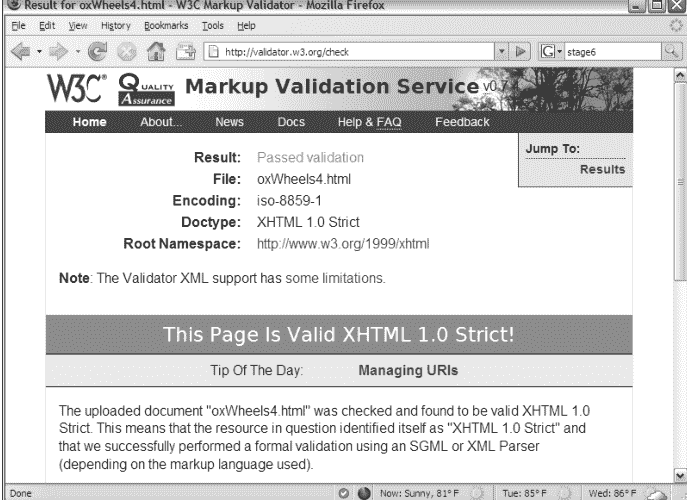 Result for oxWheels4.html - W3C Markup Validator - Mozilla Firefox
File Edit View History Bookmarks Tools Help
http://validator.w3.org/check
G stage6
W3C® QUALITY Assurance Markup Validation Service v0.7
Home About... News Docs Help & FAQ Feedback
Jump To:
Results
Result: Passed validation
File: oxWheels4.html
Encoding: iso-8859-1
Doctype: XHTML 1.0 Strict
Root Namespace: http://www.w3.org/1999/xhtml
Note: The Validator XML support has some limitations.
This Page Is Valid XHTML 1.0 Strict!
Tip Of The Day: Managing URIs
The uploaded document "oxWheels4.html" was checked and found to be valid XHTML 1.0
Strict. This means that the resource in question identified itself as "XHTML 1.0 Strict" and
that we successfully performed a formal validation using an SGML or XML Parser
(depending on the markup language used).
Done Now: Sunny, 81° F Tue: 85° F Wed: 86° F